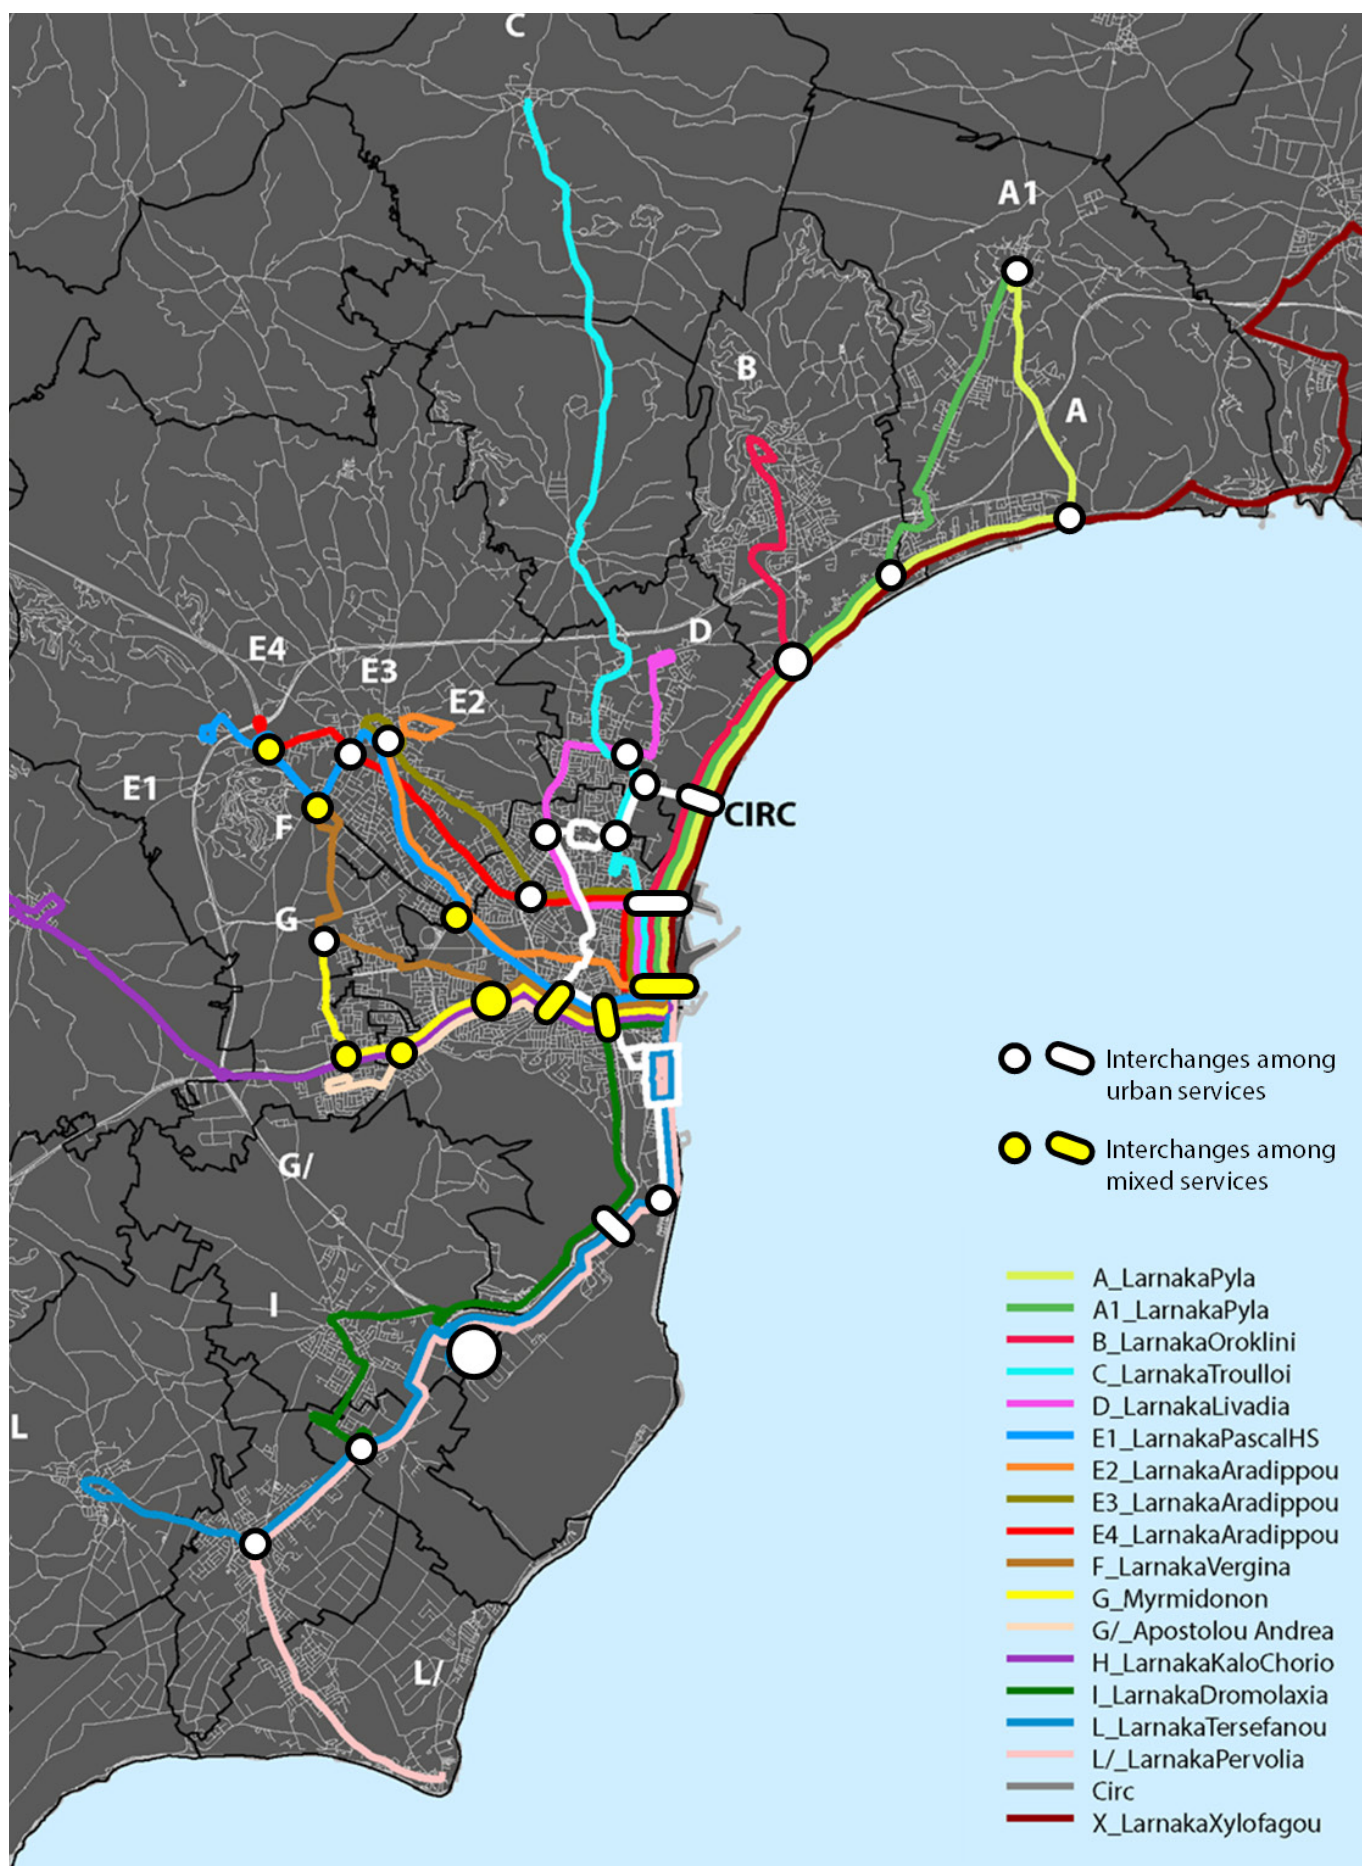 C
A1
B
A
D
E4
E3
E2
E1
CIRC
F
G
Interchanges among
urban services
G/
Interchanges among
mixed services
I
A_LarnakaPyla
A1_LarnakaPyla
B_LarnakaOroklini
C_LarnakaTroulloi
D_LarnakaLivadia
L
E1_LarnakaPascalHS
E2_LarnakaAradippou
E3_LarnakaAradippou
E4_LarnakaAradippou
F_LarnakaVergina
G_Myrmidonon
G/_Apostolou Andrea
H_LarnakaKaloChorio
L/
I_LarnakaDromolaxia
L_LarnakaTersefanou
L/_LarnakaPervolia
Circ
X_LarnakaXylofagou